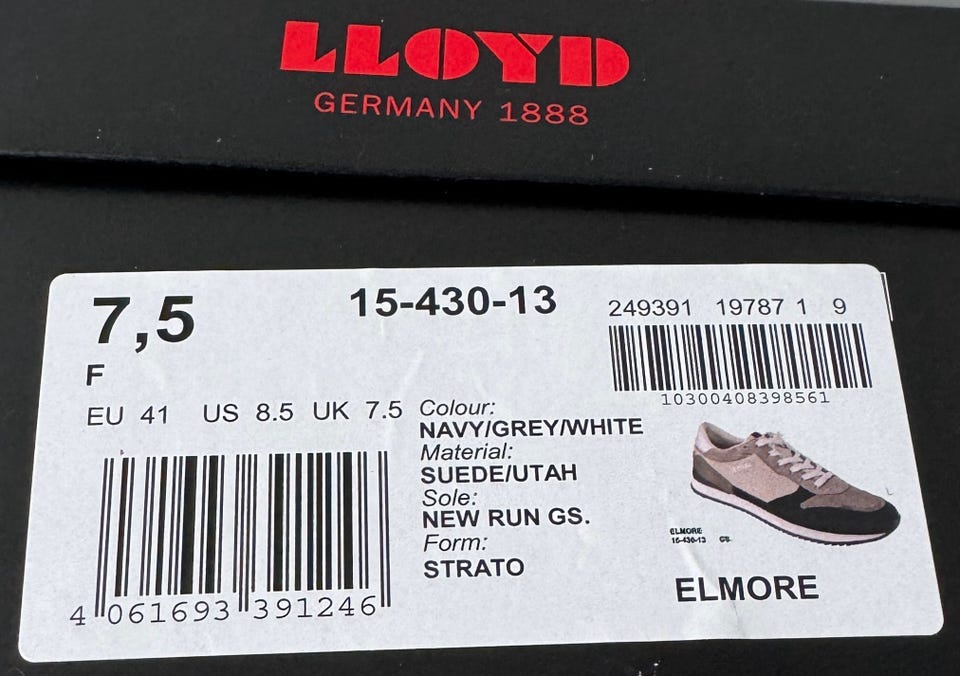 LLOYD
GERMANY 1888
7,5
15-430-13
249391 19787 1 9
F
10300408398561
EU 41 US 8.5 UK 7.5
Colour:
NAVY/GREY/WHITE
Material:
SUEDE/UTAH
Sole:
NEW RUN GS.
Form:
STRATO
ELMORE
15-430-13 GS.
ELMORE
4 061693 391246